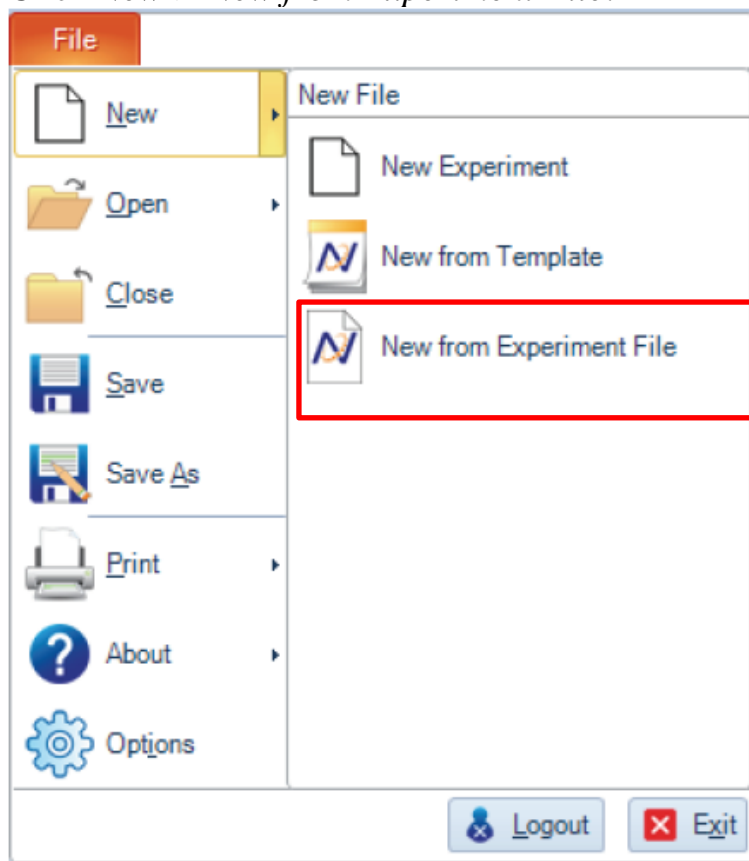 File
New
New File
New Experiment
Open
New from Template
Close
New from Experiment File
Save
Save As
Print
About
Options
Logout
Exit